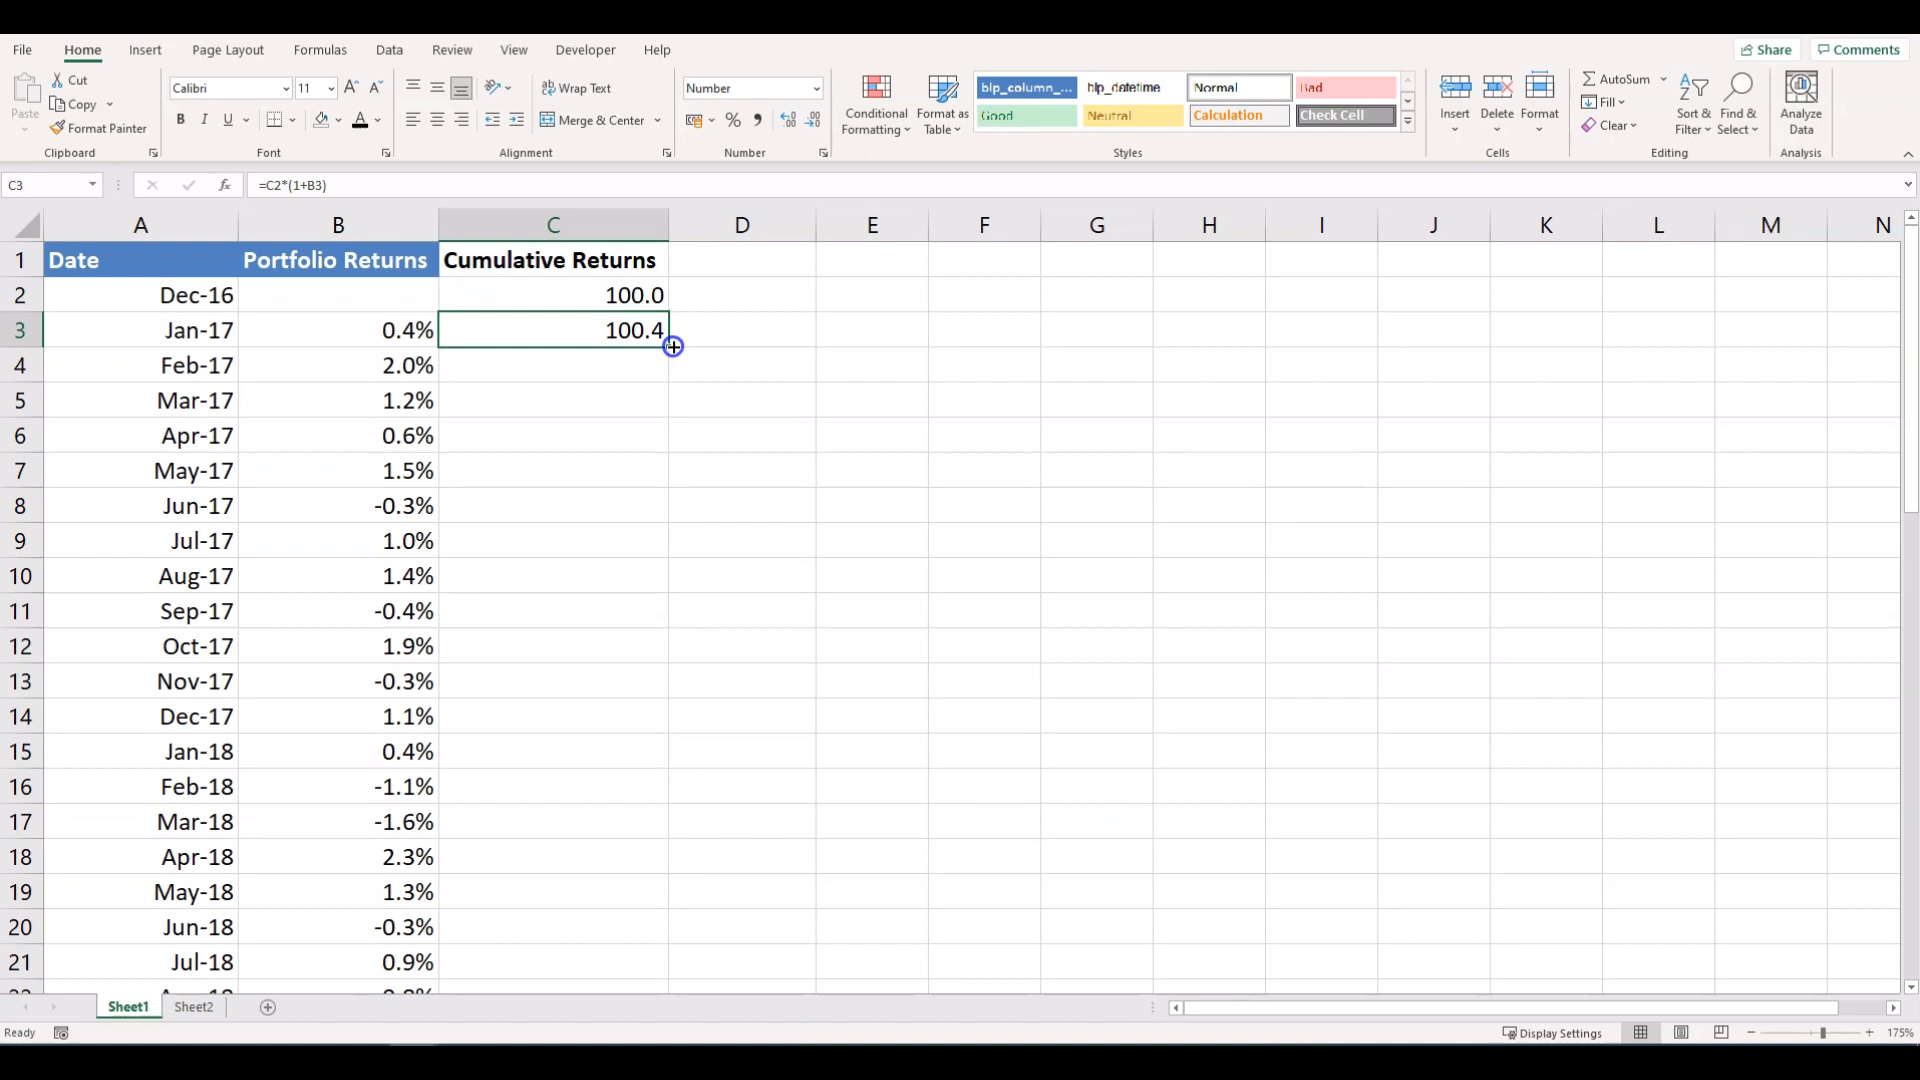 File Home Insert Page Layout Formulas Data Review View Developer Help Share Comments
Cut
Copy
Format Painter
Paste
Clipboard
Calibri 11
B I U
Font
Wrap Text
Merge & Center
Alignment
Number
Number
Conditional Formatting
Format as Table
blp_column_... blp_datetime Normal Bad
Good Neutral Calculation Check Cell
Styles
Insert Delete Format
Cells
AutoSum
Fill
Clear
Sort & Filter
Find & Select
Editing
Analyze Data
Analysis
C3 fx =C2*(1+B3)
A B C D E F G H I J K L M N
1 Date Portfolio Returns Cumulative Returns
2 Dec-16 100.0
3 Jan-17 0.4% 100.4
4 Feb-17 2.0%
5 Mar-17 1.2%
6 Apr-17 0.6%
7 May-17 1.5%
8 Jun-17 -0.3%
9 Jul-17 1.0%
10 Aug-17 1.4%
11 Sep-17 -0.4%
12 Oct-17 1.9%
13 Nov-17 -0.3%
14 Dec-17 1.1%
15 Jan-18 0.4%
16 Feb-18 -1.1%
17 Mar-18 -1.6%
18 Apr-18 2.3%
19 May-18 1.3%
20 Jun-18 -0.3%
21 Jul-18 0.9%
Sheet1 Sheet2
Ready Display Settings 175%